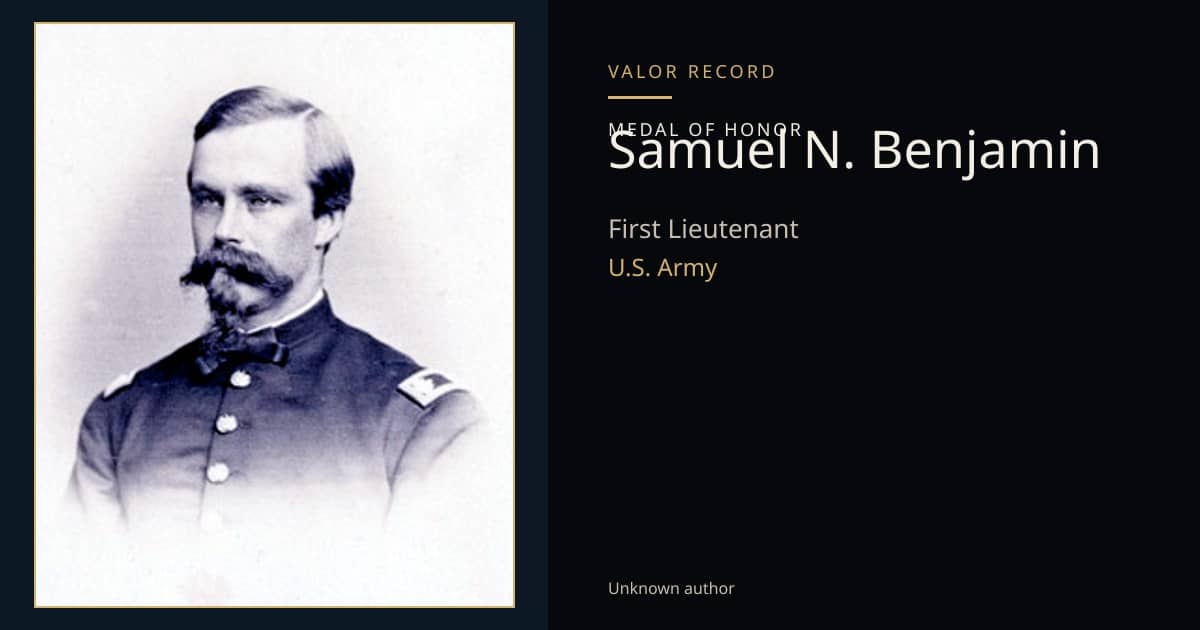 VALOR RECORD
MEDAL OF HONOR
Samuel N. Benjamin
First Lieutenant
U.S. Army
Unknown author